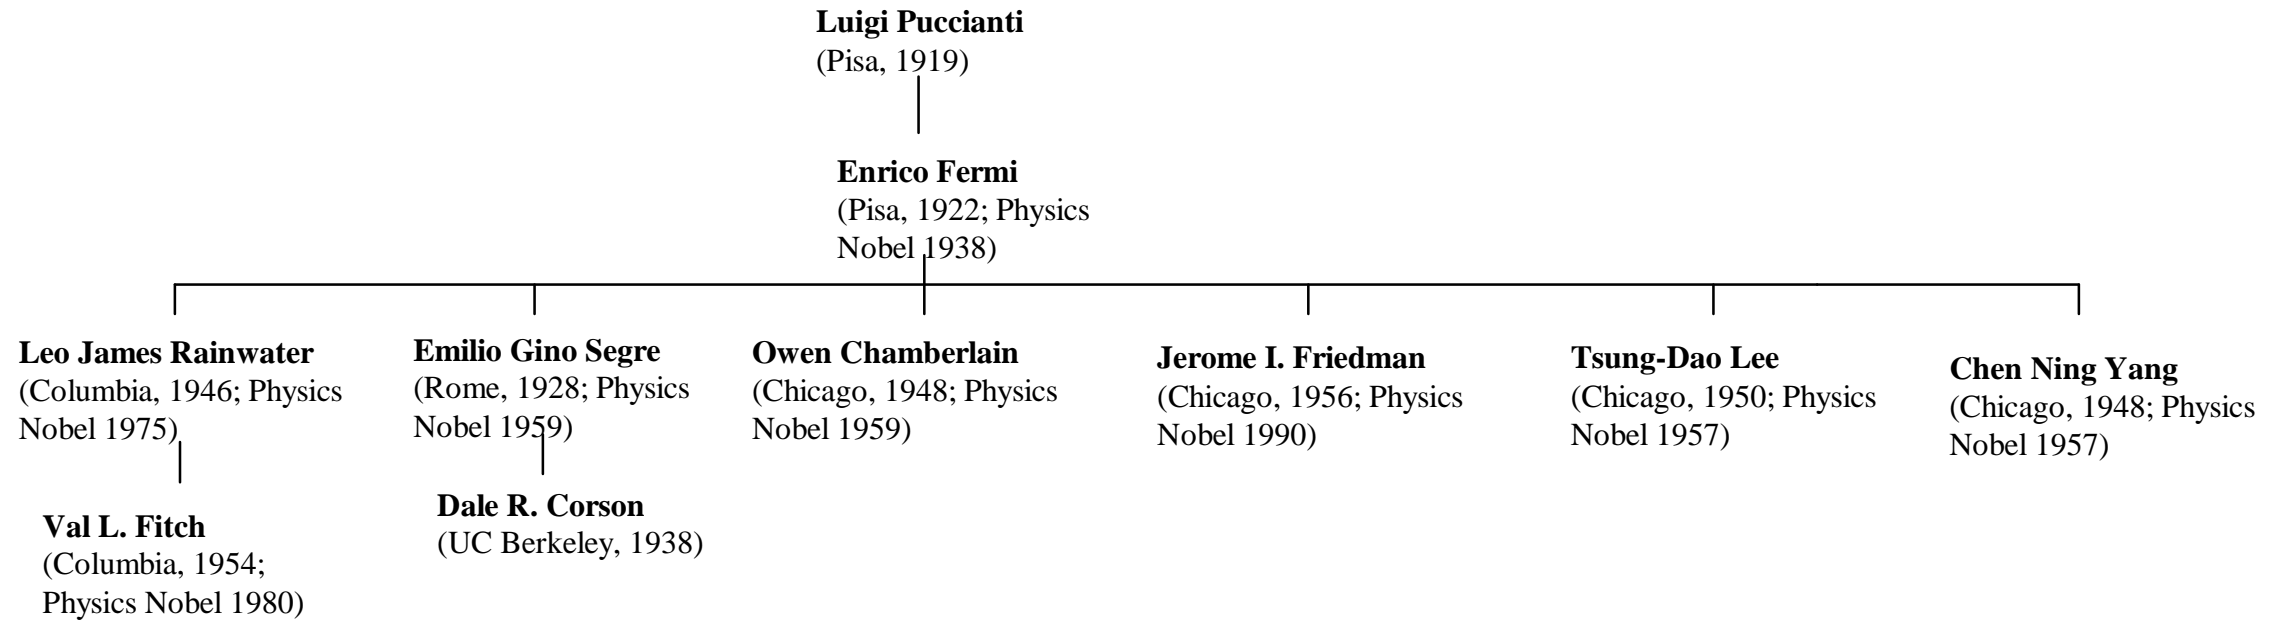 Luigi Puccianti
(Pisa, 1919)
Enrico Fermi
(Pisa, 1922; Physics
Nobel 1938)
Leo James Rainwater
(Columbia, 1946; Physics
Nobel 1975)
Emilio Gino Segre
(Rome, 1928; Physics
Nobel 1959)
Owen Chamberlain
(Chicago, 1948; Physics
Nobel 1959)
Jerome I. Friedman
(Chicago, 1956; Physics
Nobel 1990)
Tsung-Dao Lee
(Chicago, 1950; Physics
Nobel 1957)
Chen Ning Yang
(Chicago, 1948; Physics
Nobel 1957)
Val L. Fitch
(Columbia, 1954;
Physics Nobel 1980)
Dale R. Corson
(UC Berkeley, 1938)